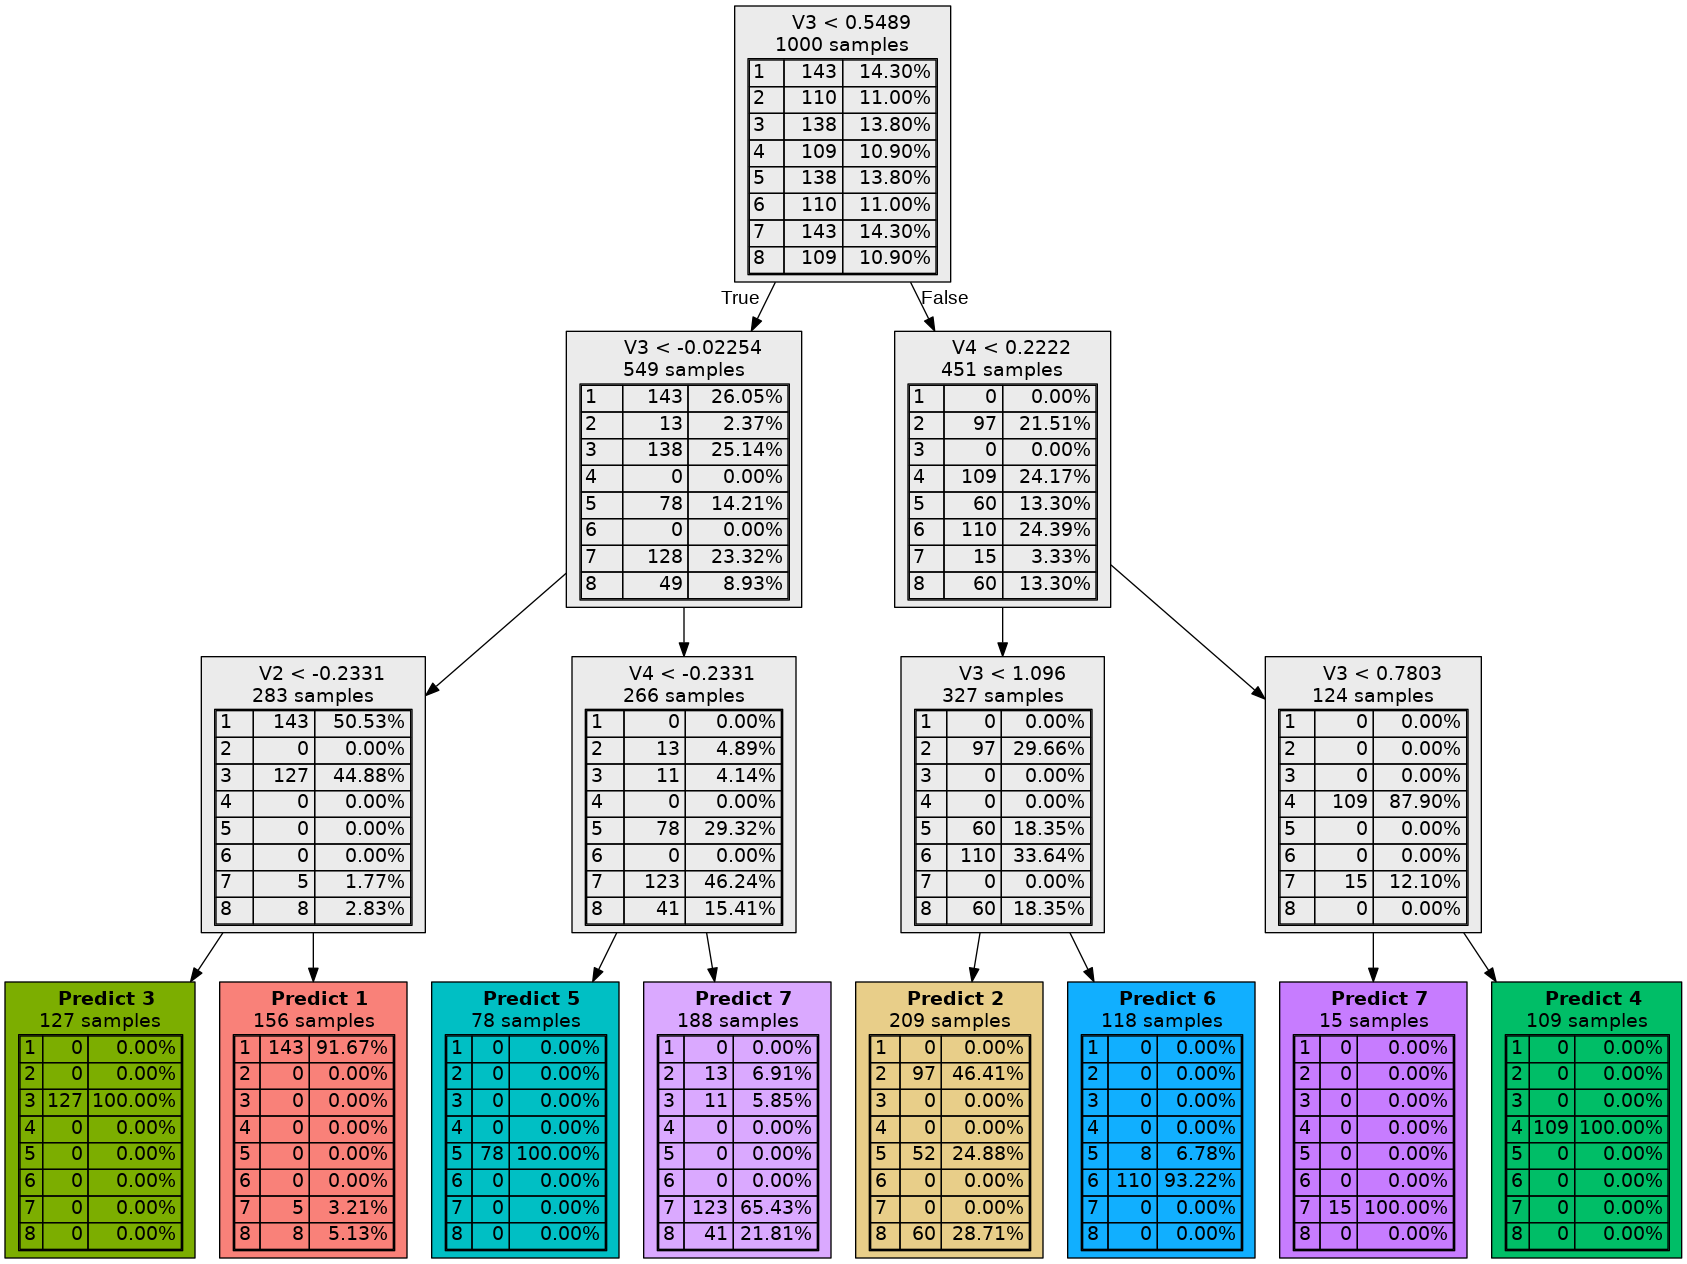 V3 < 0.5489
1000 samples
1 143 14.30%
2 110 11.00%
3 138 13.80%
4 109 10.90%
5 138 13.80%
6 110 11.00%
7 143 14.30%
8 109 10.90%
True
False
V3 < -0.02254
549 samples
1 143 26.05%
2 13 2.37%
3 138 25.14%
4 0 0.00%
5 78 14.21%
6 0 0.00%
7 128 23.32%
8 49 8.93%
V4 < 0.2222
451 samples
1 0 0.00%
2 97 21.51%
3 0 0.00%
4 109 24.17%
5 60 13.30%
6 110 24.39%
7 15 3.33%
8 60 13.30%
V2 < -0.2331
283 samples
1 143 50.53%
2 0 0.00%
3 127 44.88%
4 0 0.00%
5 0 0.00%
6 0 0.00%
7 5 1.77%
8 8 2.83%
V4 < -0.2331
266 samples
1 0 0.00%
2 13 4.89%
3 11 4.14%
4 0 0.00%
5 78 29.32%
6 0 0.00%
7 123 46.24%
8 41 15.41%
V3 < 1.096
327 samples
1 0 0.00%
2 97 29.66%
3 0 0.00%
4 0 0.00%
5 60 18.35%
6 110 33.64%
7 0 0.00%
8 60 18.35%
V3 < 0.7803
124 samples
1 0 0.00%
2 0 0.00%
3 0 0.00%
4 109 87.90%
5 0 0.00%
6 0 0.00%
7 15 12.10%
8 0 0.00%
Predict 3
127 samples
1 0 0.00%
2 0 0.00%
3 127 100.00%
4 0 0.00%
5 0 0.00%
6 0 0.00%
7 0 0.00%
8 0 0.00%
Predict 1
156 samples
1 143 91.67%
2 0 0.00%
3 0 0.00%
4 0 0.00%
5 0 0.00%
6 0 0.00%
7 5 3.21%
8 8 5.13%
Predict 5
78 samples
1 0 0.00%
2 0 0.00%
3 0 0.00%
4 0 0.00%
5 78 100.00%
6 0 0.00%
7 0 0.00%
8 0 0.00%
Predict 7
188 samples
1 0 0.00%
2 13 6.91%
3 11 5.85%
4 0 0.00%
5 0 0.00%
6 0 0.00%
7 123 65.43%
8 41 21.81%
Predict 2
209 samples
1 0 0.00%
2 97 46.41%
3 0 0.00%
4 0 0.00%
5 52 24.88%
6 0 0.00%
7 0 0.00%
8 60 28.71%
Predict 6
118 samples
1 0 0.00%
2 0 0.00%
3 0 0.00%
4 0 0.00%
5 8 6.78%
6 110 93.22%
7 0 0.00%
8 0 0.00%
Predict 7
15 samples
1 0 0.00%
2 0 0.00%
3 0 0.00%
4 0 0.00%
5 0 0.00%
6 0 0.00%
7 15 100.00%
8 0 0.00%
Predict 4
109 samples
1 0 0.00%
2 0 0.00%
3 0 0.00%
4 109 100.00%
5 0 0.00%
6 0 0.00%
7 0 0.00%
8 0 0.00%